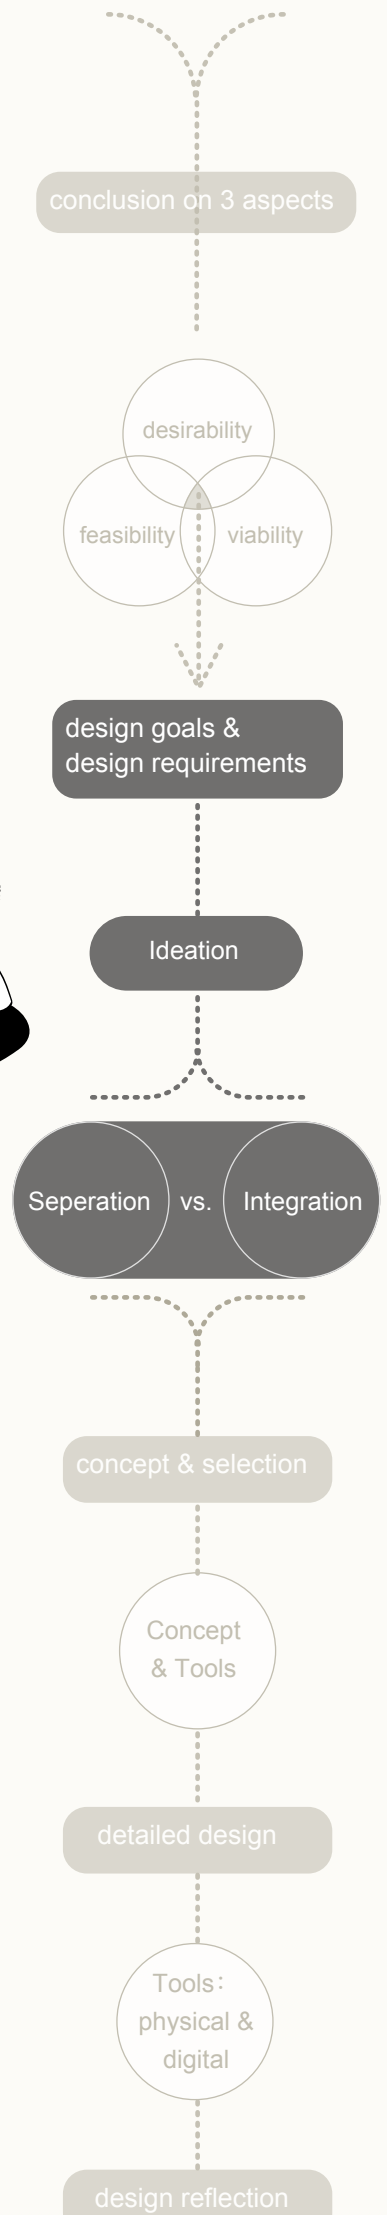 conclusion on 3 aspects
desirability
feasibility
viability
design goals &
design requirements
Ideation
Seperation vs. Integration
concept & selection
Concept
& Tools
detailed design
Tools：
physical &
digital
design reflection